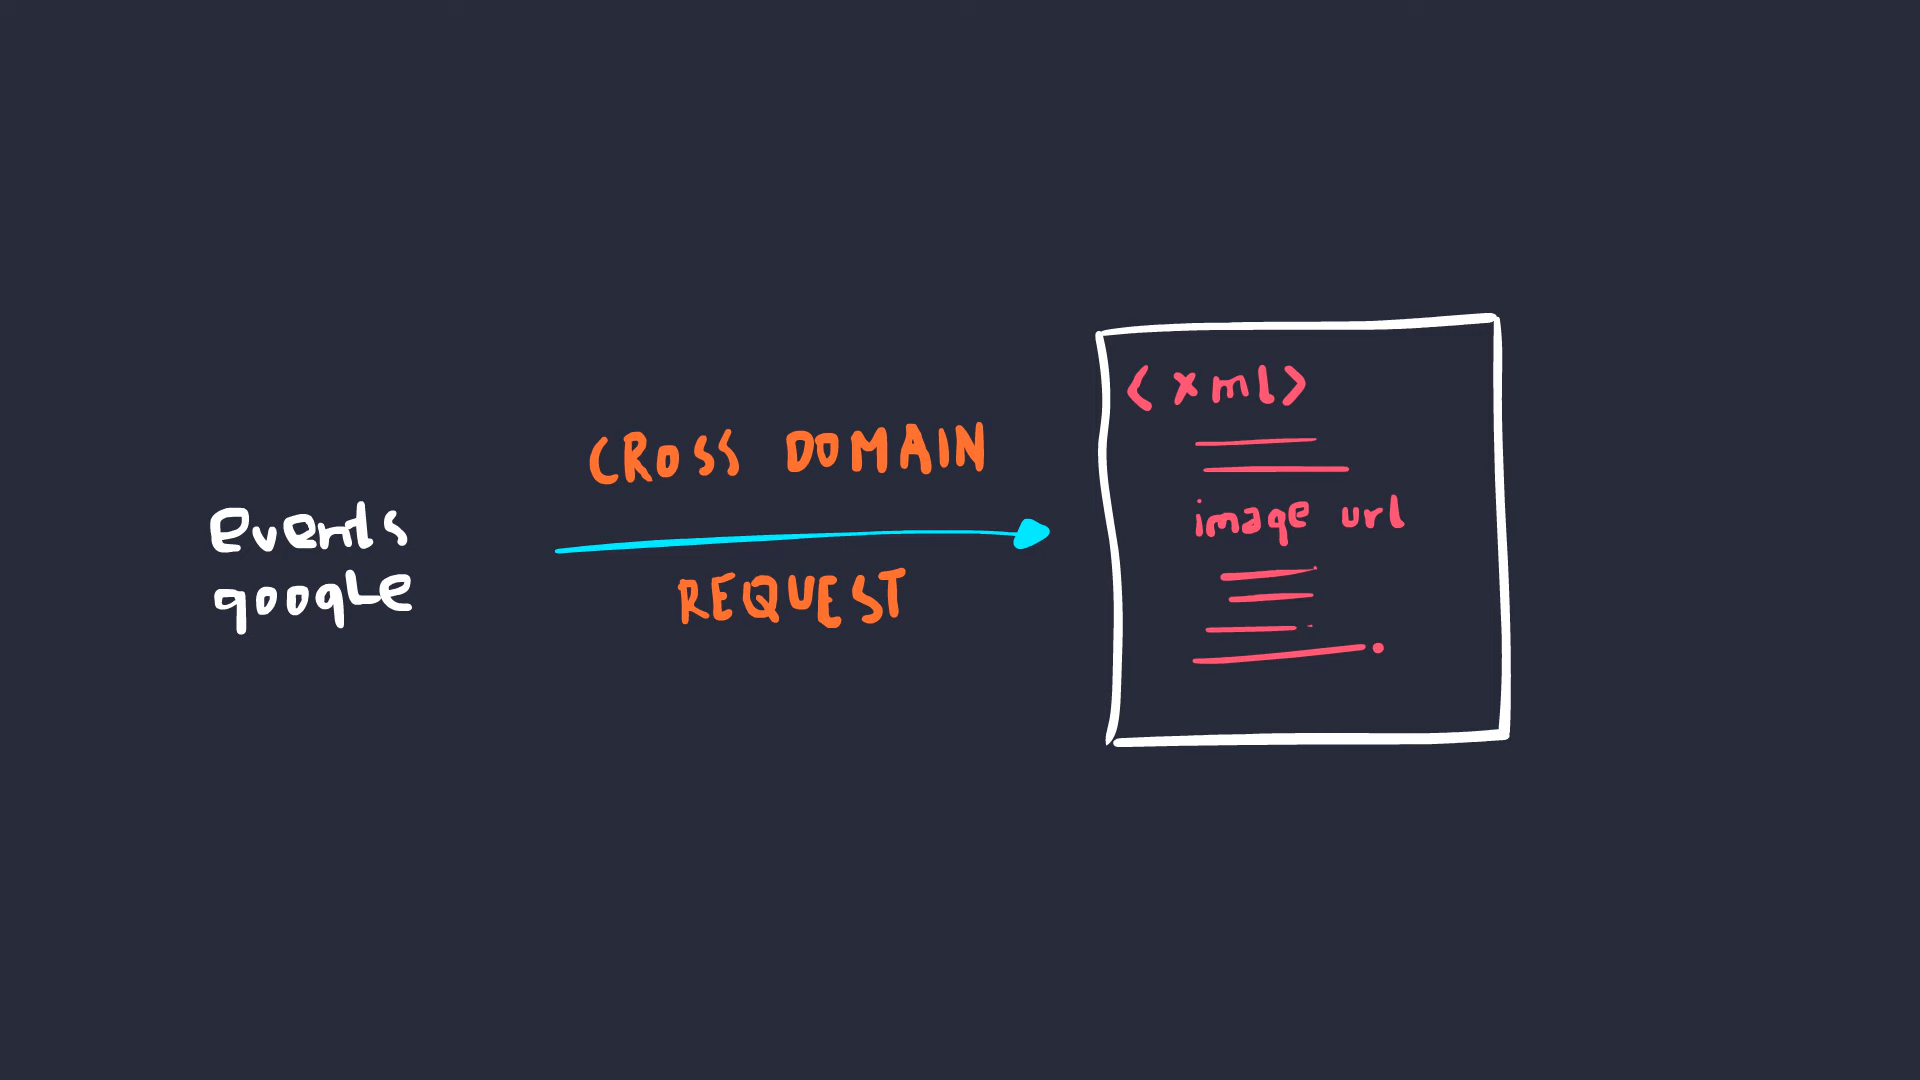 events
google
CROSS DOMAIN
REQUEST
<xml>
image url